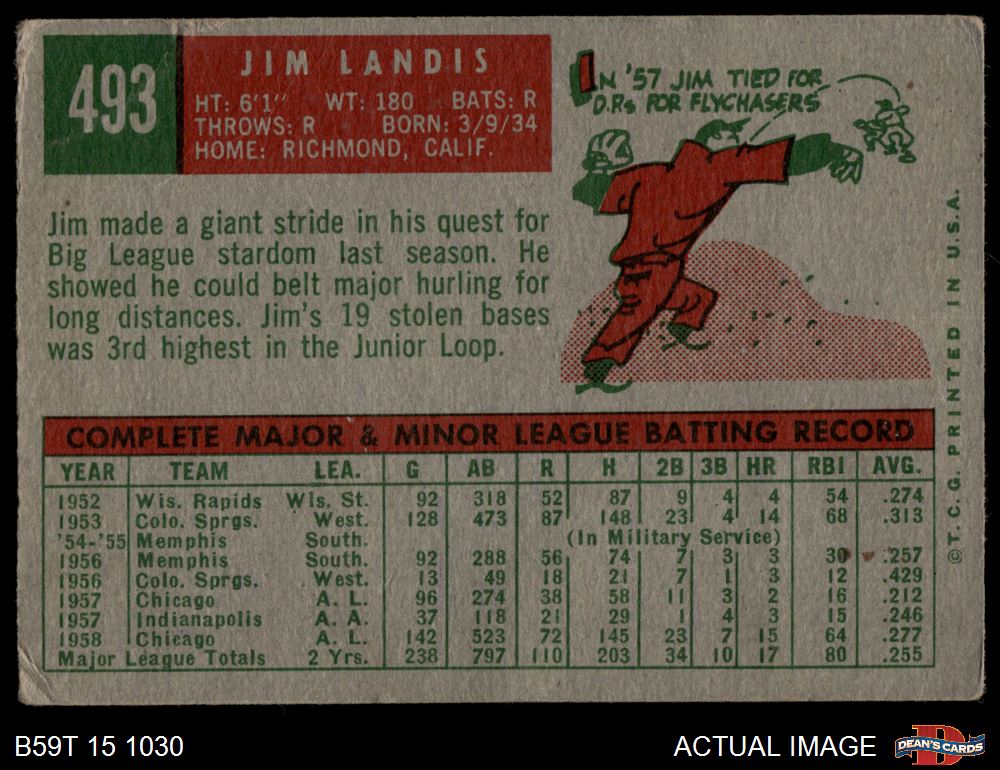 493
JIM LANDIS
HT: 6'1" WT: 180 BATS: R
THROWS: R BORN: 3/9/34
HOME: RICHMOND, CALIF.
IN '57 JIM TIED FOR
D.P.s FOR FLYCHASERS
Jim made a giant stride in his quest for
Big League stardom last season. He
showed he could belt major hurling for
long distances. Jim's 19 stolen bases
was 3rd highest in the Junior Loop.
COMPLETE MAJOR & MINOR LEAGUE BATTING RECORD
YEAR TEAM LEA. G AB R H 2B 3B HR RBI AVG.
1952 Wis. Rapids Wis. St. 92 318 52 87 9 4 4 54 .274
1953 Colo. Sprgs. West. 128 473 87 148 23 4 14 68 .313
'54-'55 Memphis South. (In Military Service)
1956 Memphis South. 92 288 56 74 7 3 3 30 .257
1956 Colo. Sprgs. West. 13 49 18 21 7 1 3 12 .429
1957 Chicago A. L. 96 274 38 58 11 3 2 16 .212
1957 Indianapolis A. A. 37 118 21 29 1 4 3 15 .246
1958 Chicago A. L. 142 523 72 145 23 7 15 64 .277
Major League Totals 2 Yrs. 238 797 110 203 34 10 17 80 .255
© T. C. G. PRINTED IN U.S.A.
B59T 15 1030
ACTUAL IMAGE
DEAN'S CARDS